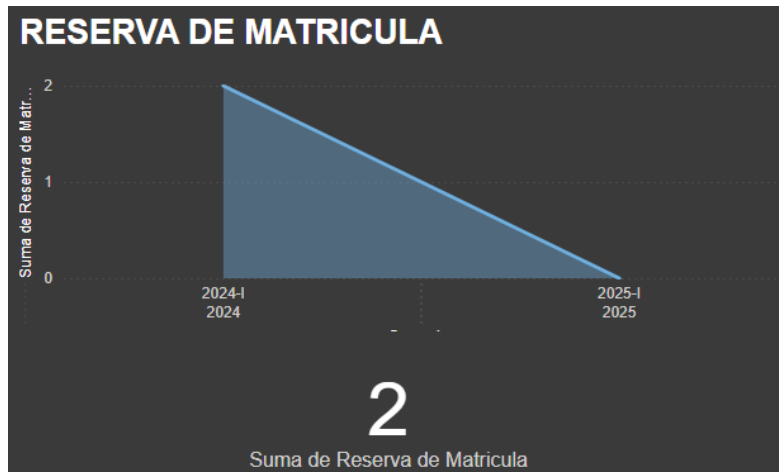 RESERVA DE MATRICULA
Suma de Reserva de Matr...
2
1
0
2024-I
2024
2025-I
2025
2
Suma de Reserva de Matricula